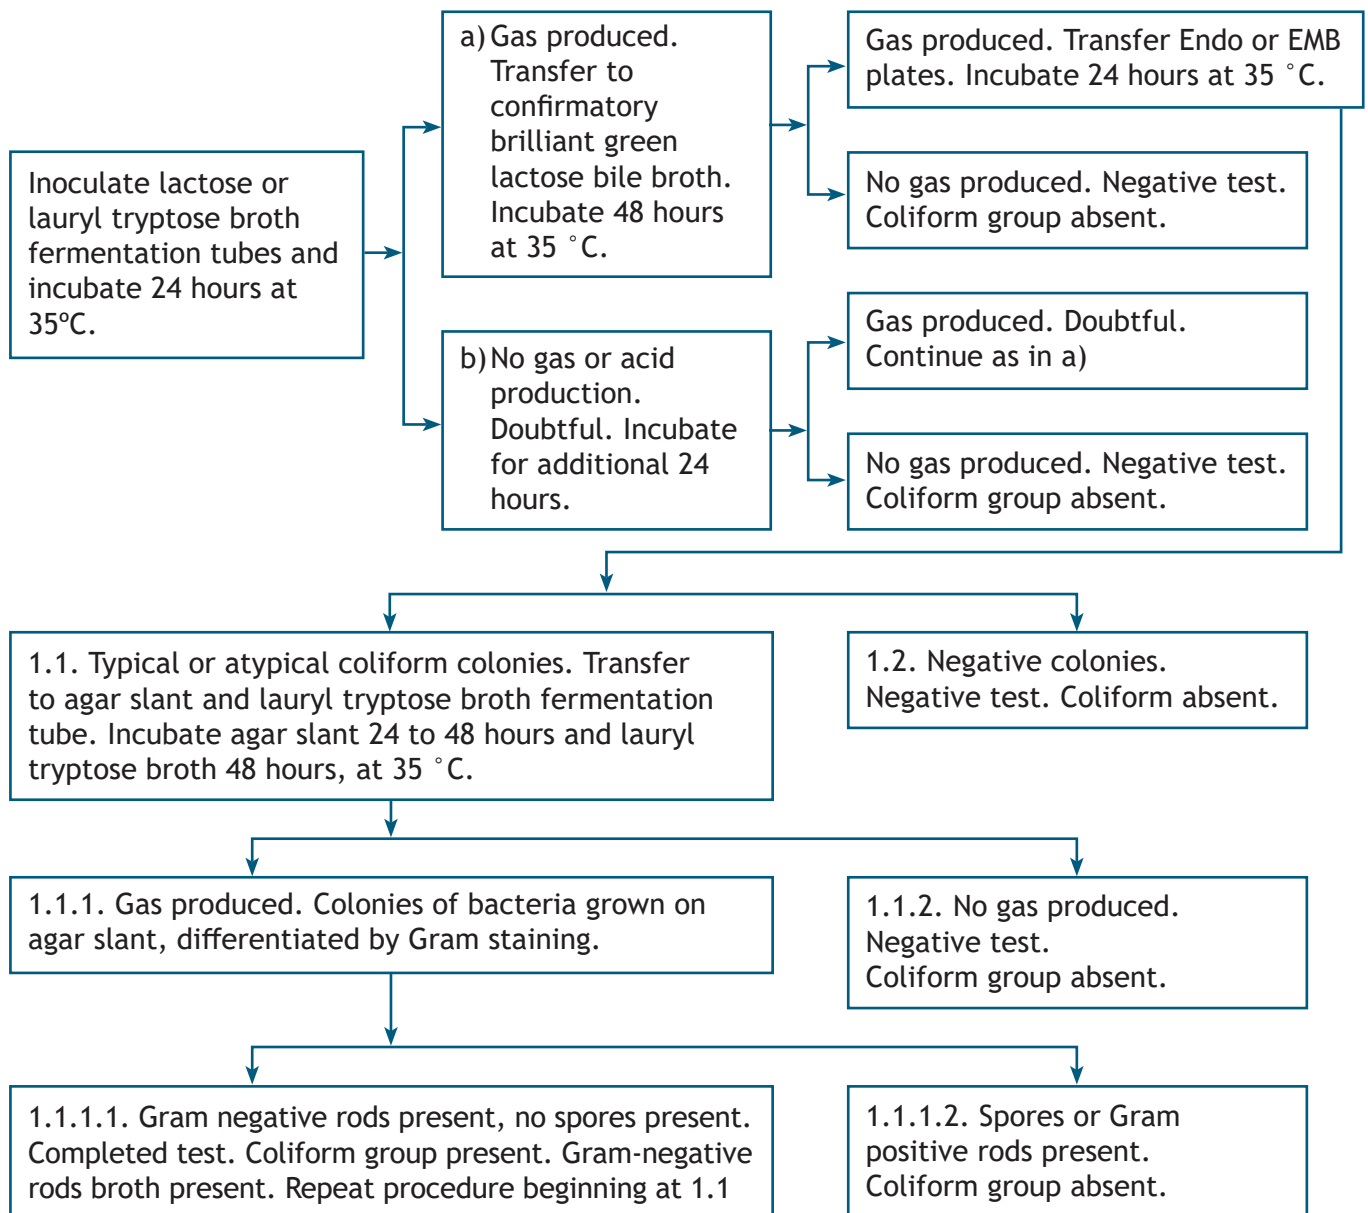 Inoculate lactose or
lauryl tryptose broth
fermentation tubes and
incubate 24 hours at
35ºC.
a) Gas produced.
Transfer to
confirmatory
brilliant green
lactose bile broth.
Incubate 48 hours
at 35 °C.
Gas produced. Transfer Endo or EMB
plates. Incubate 24 hours at 35 °C.
No gas produced. Negative test.
Coliform group absent.
b) No gas or acid
production.
Doubtful. Incubate
for additional 24
hours.
Gas produced. Doubtful.
Continue as in a)
No gas produced. Negative test.
Coliform group absent.
1.1. Typical or atypical coliform colonies. Transfer
to agar slant and lauryl tryptose broth fermentation
tube. Incubate agar slant 24 to 48 hours and lauryl
tryptose broth 48 hours, at 35 °C.
1.2. Negative colonies.
Negative test. Coliform absent.
1.1.1. Gas produced. Colonies of bacteria grown on
agar slant, differentiated by Gram staining.
1.1.2. No gas produced.
Negative test.
Coliform group absent.
1.1.1.1. Gram negative rods present, no spores present.
Completed test. Coliform group present. Gram-negative
rods broth present. Repeat procedure beginning at 1.1
1.1.1.2. Spores or Gram
positive rods present.
Coliform group absent.